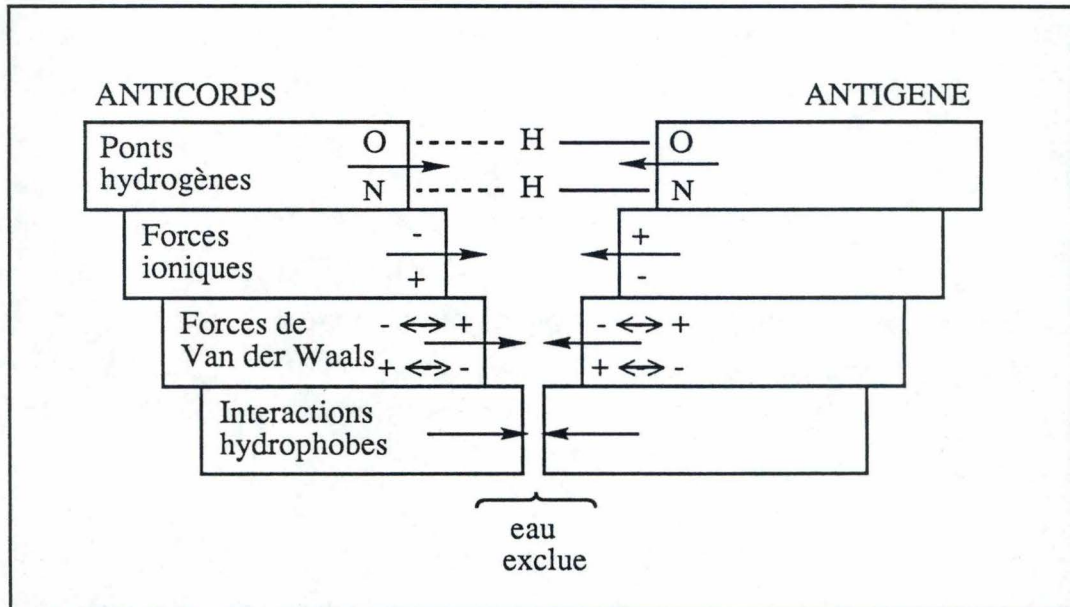 ANTICORPS ANTIGENE
Ponts
hydrogènes
O H O
N H N
Forces
ioniques
- +
+ -
Forces de
Van der Waals
- <--> + - <--> +
+ <--> - + <--> -
Interactions
hydrophobes
eau
exclue